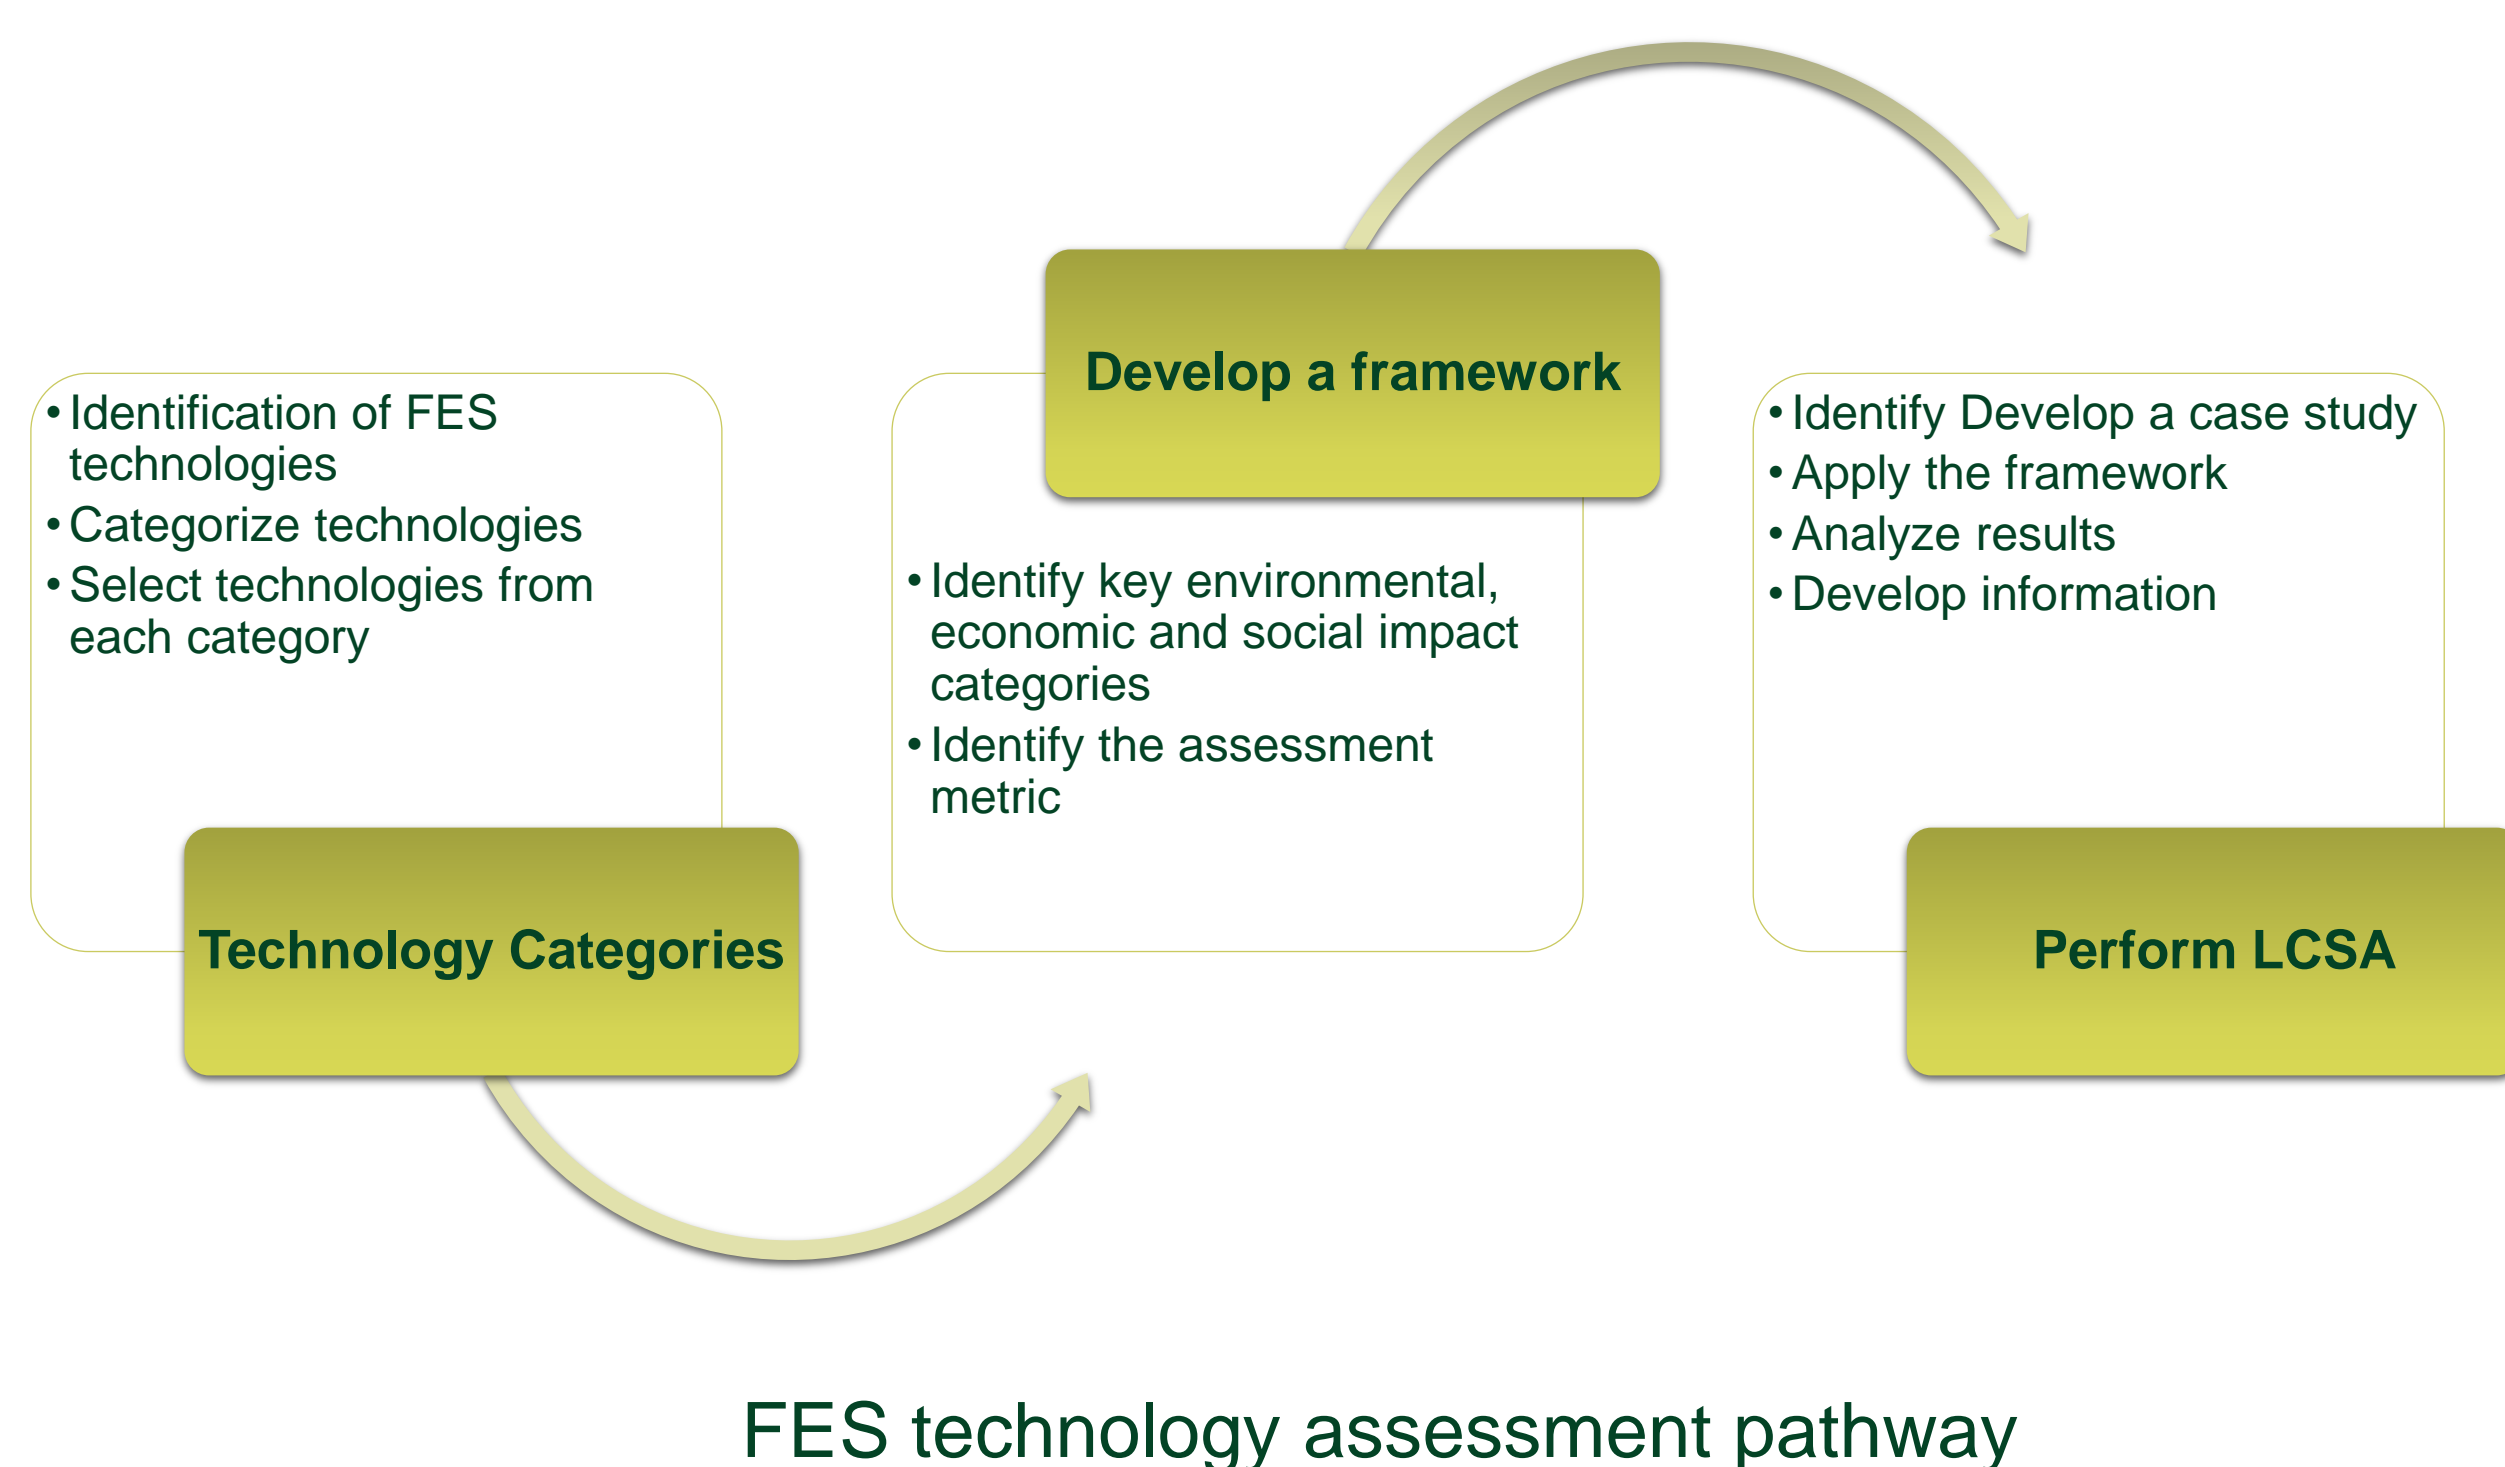 • Identification of FES
technologies
• Categorize technologies
• Select technologies from
each category
Technology Categories
Develop a framework
• Identify key environmental,
economic and social impact
categories
• Identify the assessment
metric
• Identify Develop a case study
• Apply the framework
• Analyze results
• Develop information
Perform LCSA
FES technology assessment pathway